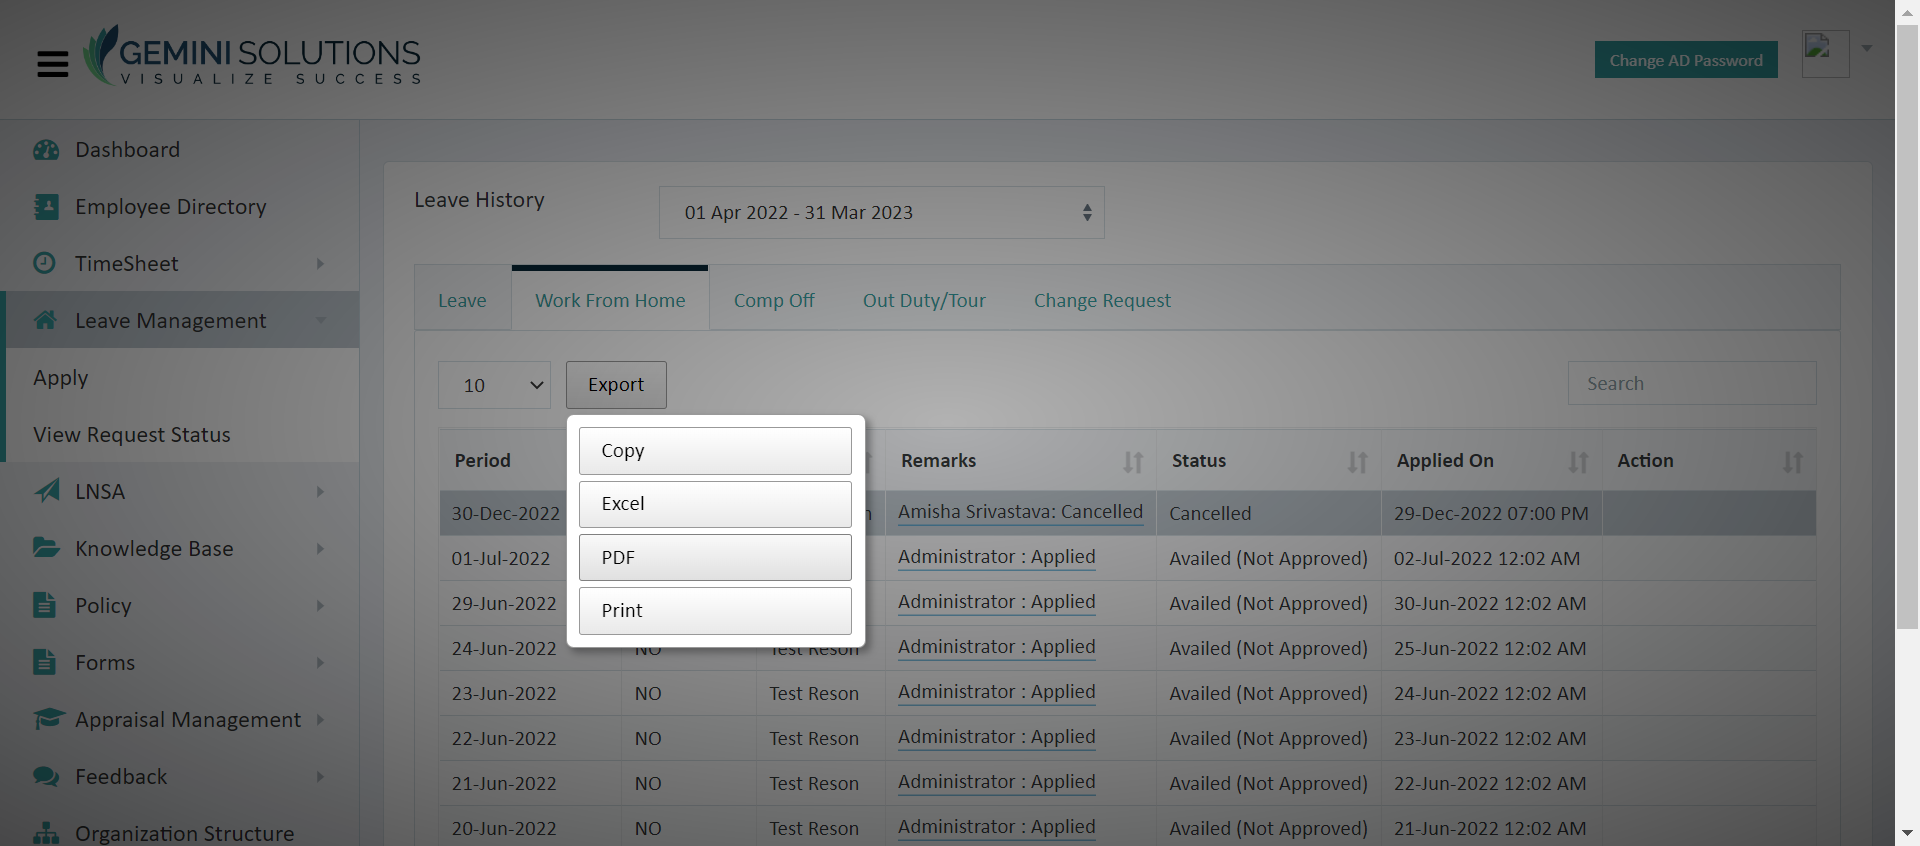 GEMINI SOLUTIONS
VISUALIZE SUCCESS
Change AD Password
Dashboard
Employee Directory
TimeSheet
Leave Management
Apply
View Request Status
LNSA
Knowledge Base
Policy
Forms
Appraisal Management
Feedback
Organization Structure
Leave History
01 Apr 2022 - 31 Mar 2023
Leave Work From Home Comp Off Out Duty/Tour Change Request
10 Export Search
Copy
Excel
PDF
Print
Period Remarks Status Applied On Action
30-Dec-2022 Amisha Srivastava: Cancelled Cancelled 29-Dec-2022 07:00 PM
01-Jul-2022 Administrator : Applied Availed (Not Approved) 02-Jul-2022 12:02 AM
29-Jun-2022 Administrator : Applied Availed (Not Approved) 30-Jun-2022 12:02 AM
24-Jun-2022 NO Test Reson Administrator : Applied Availed (Not Approved) 25-Jun-2022 12:02 AM
23-Jun-2022 NO Test Reson Administrator : Applied Availed (Not Approved) 24-Jun-2022 12:02 AM
22-Jun-2022 NO Test Reson Administrator : Applied Availed (Not Approved) 23-Jun-2022 12:02 AM
21-Jun-2022 NO Test Reson Administrator : Applied Availed (Not Approved) 22-Jun-2022 12:02 AM
20-Jun-2022 NO Test Reson Administrator : Applied Availed (Not Approved) 21-Jun-2022 12:02 AM